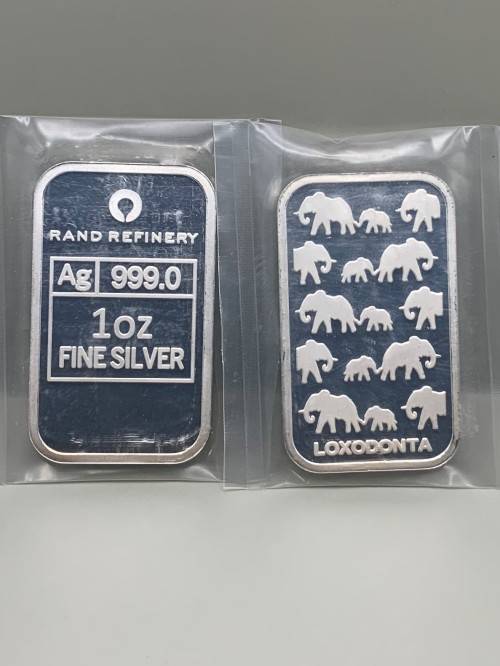 RAND REFINERY
Ag 999.0
1oz
FINE SILVER
LOXODONTA